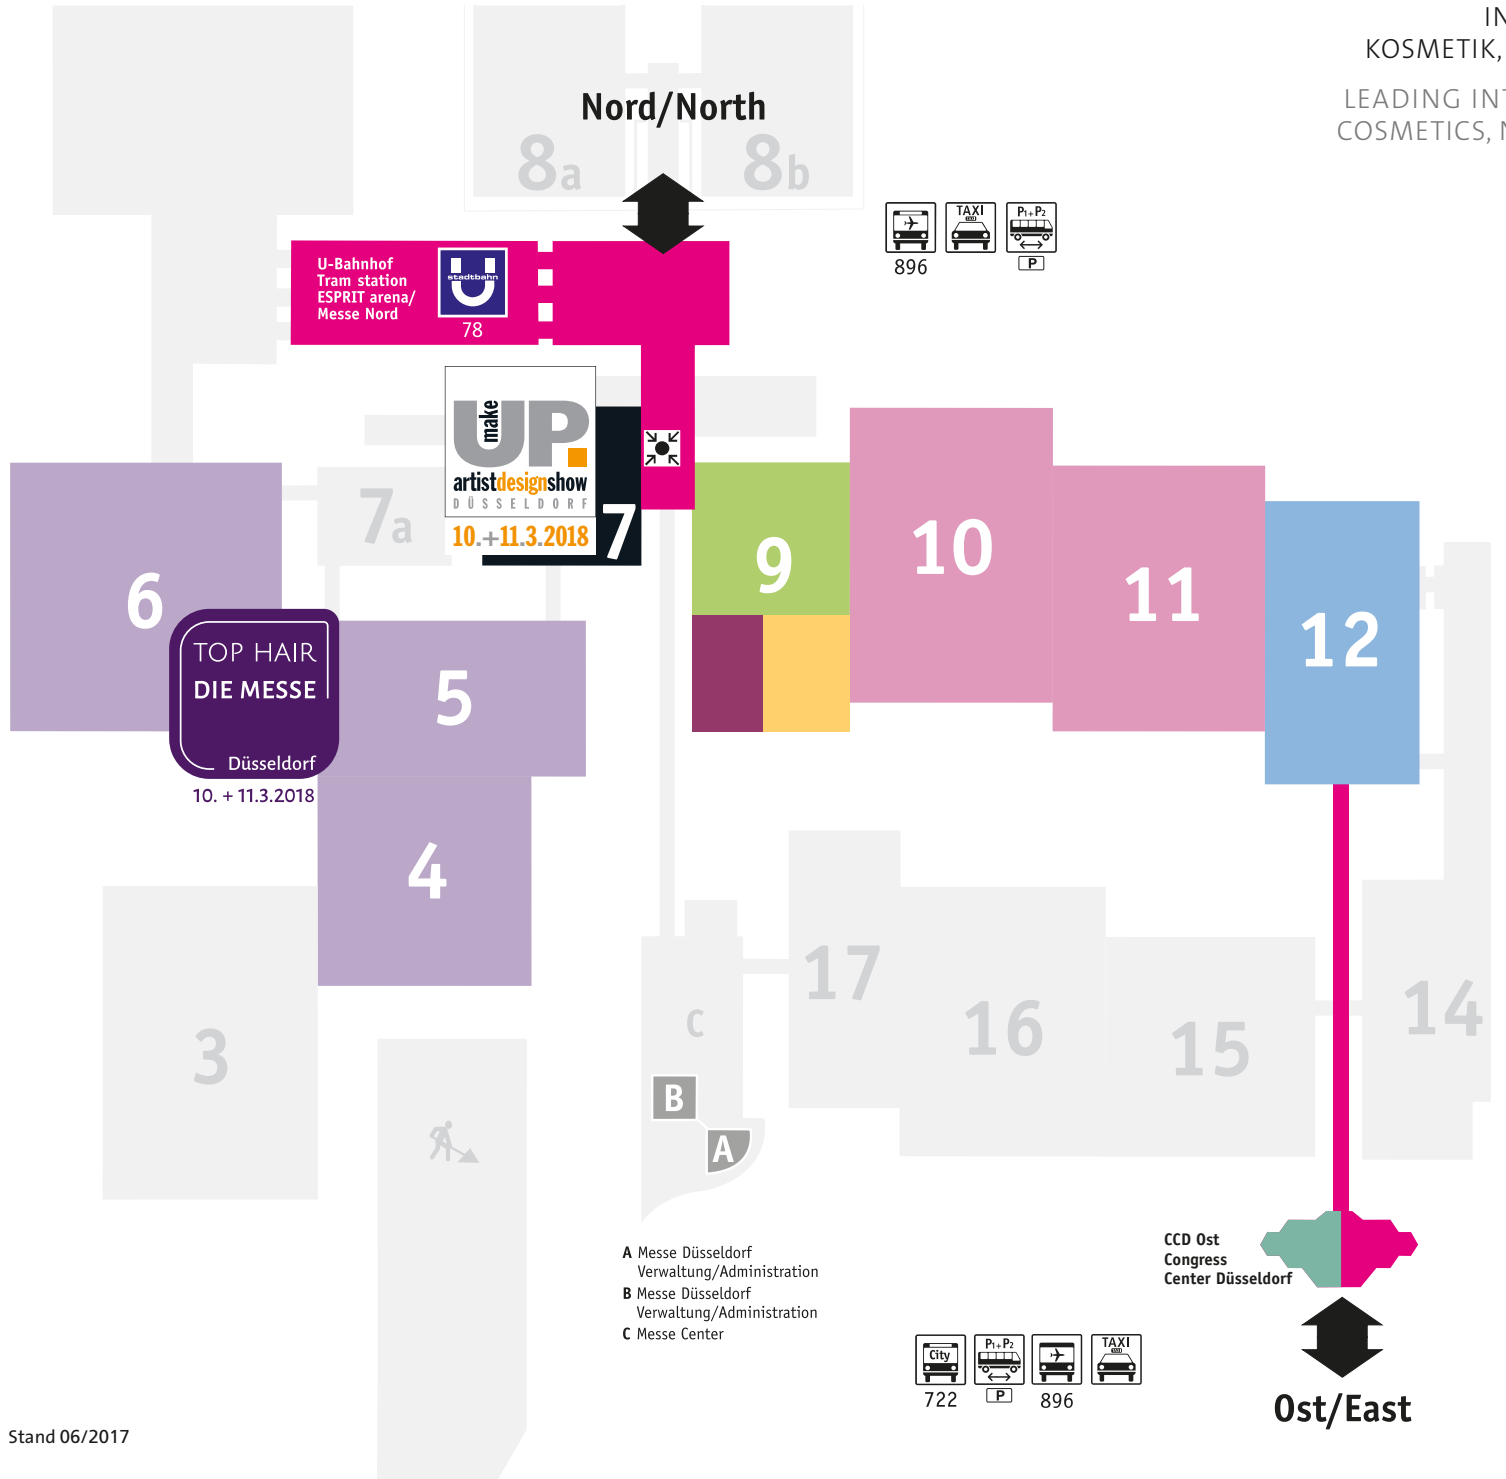 IN
KOSMETIK,
LEADING INT
COSMETICS, N
Nord/North
8a
8b
TAXI
TAXI
P1+P2
896
P
U-Bahnhof
Tram station
ESPRIT arena/
Messe Nord
stadtbahn
U
78
make
UP
artistdesignshow
DÜSSELDORF
10.+11.3.2018
7
7a
6
9
10
11
12
TOP HAIR
DIE MESSE
Düsseldorf
10. + 11.3.2018
5
4
3
17
16
15
14
C
B
A
A Messe Düsseldorf
Verwaltung/Administration
B Messe Düsseldorf
Verwaltung/Administration
C Messe Center
CCD Ost
Congress
Center Düsseldorf
City
P1+P2
TAXI
TAXI
722
P
896
Ost/East
Stand 06/2017